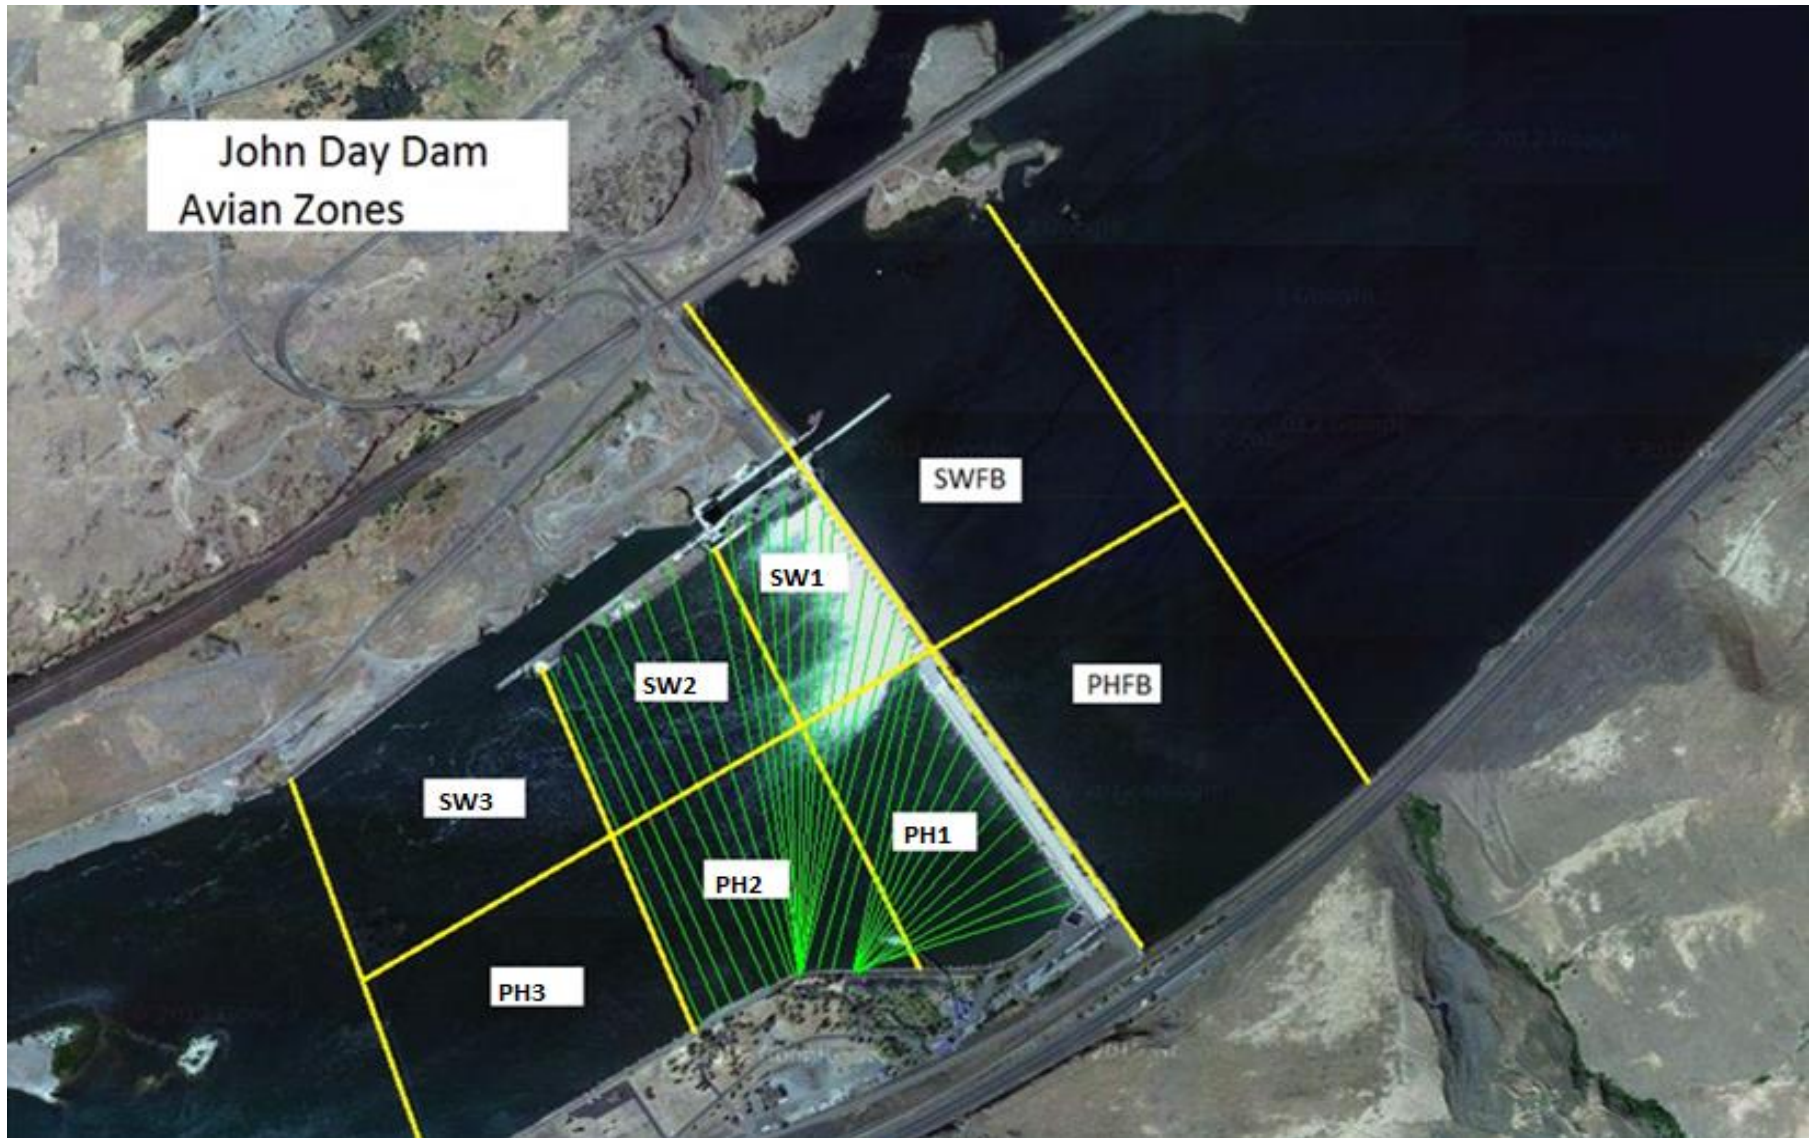 John Day Dam
Avian Zones
SWFB
SW1
PHFB
SW2
SW3
PH1
PH2
PH3